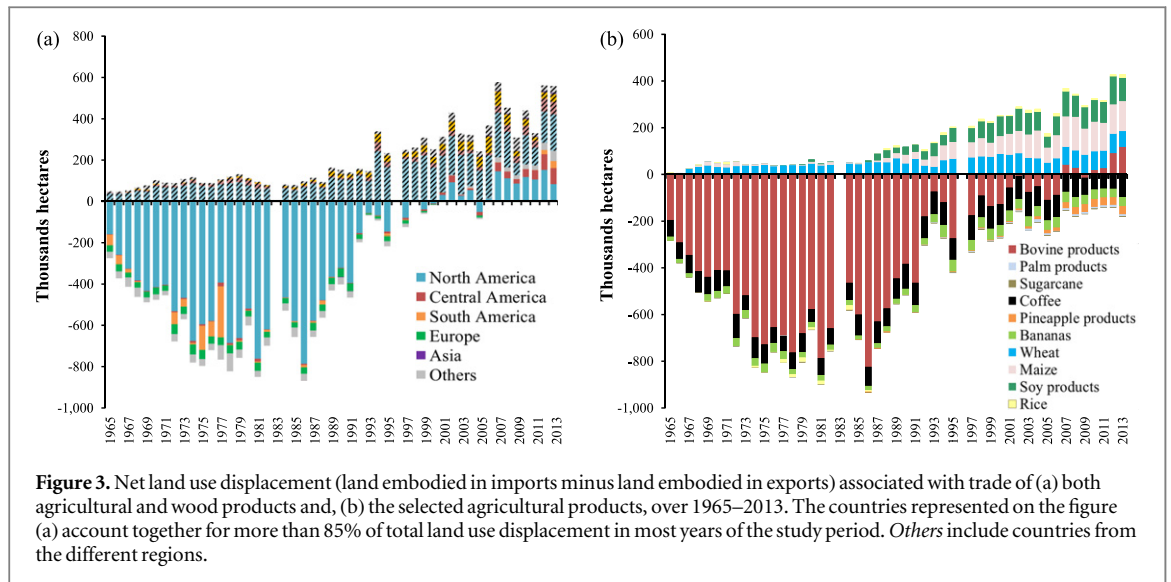 (a)
800
600
400
200
0
-200
-400
-600
-800
-1,000
Thousands hectares
North America
Central America
South America
Europe
Asia
Others
1965
1967
1969
1971
1973
1975
1977
1979
1981
1983
1985
1987
1989
1991
1993
1995
1997
1999
2001
2003
2005
2007
2009
2011
2013
(b)
600
400
200
0
-200
-400
-600
-800
-1,000
Thousands hectares
Bovine products
Palm products
Sugarcane
Coffee
Pineapple products
Bananas
Wheat
Maize
Soy products
Rice
1965
1967
1969
1971
1973
1975
1977
1979
1981
1983
1985
1987
1989
1991
1993
1995
1997
1999
2001
2003
2005
2007
2009
2011
2013
Figure 3. Net land use displacement (land embodied in imports minus land embodied in exports) associated with trade of (a) both
agricultural and wood products and, (b) the selected agricultural products, over 1965–2013. The countries represented on the figure
(a) account together for more than 85% of total land use displacement in most years of the study period. Others include countries from
the different regions.